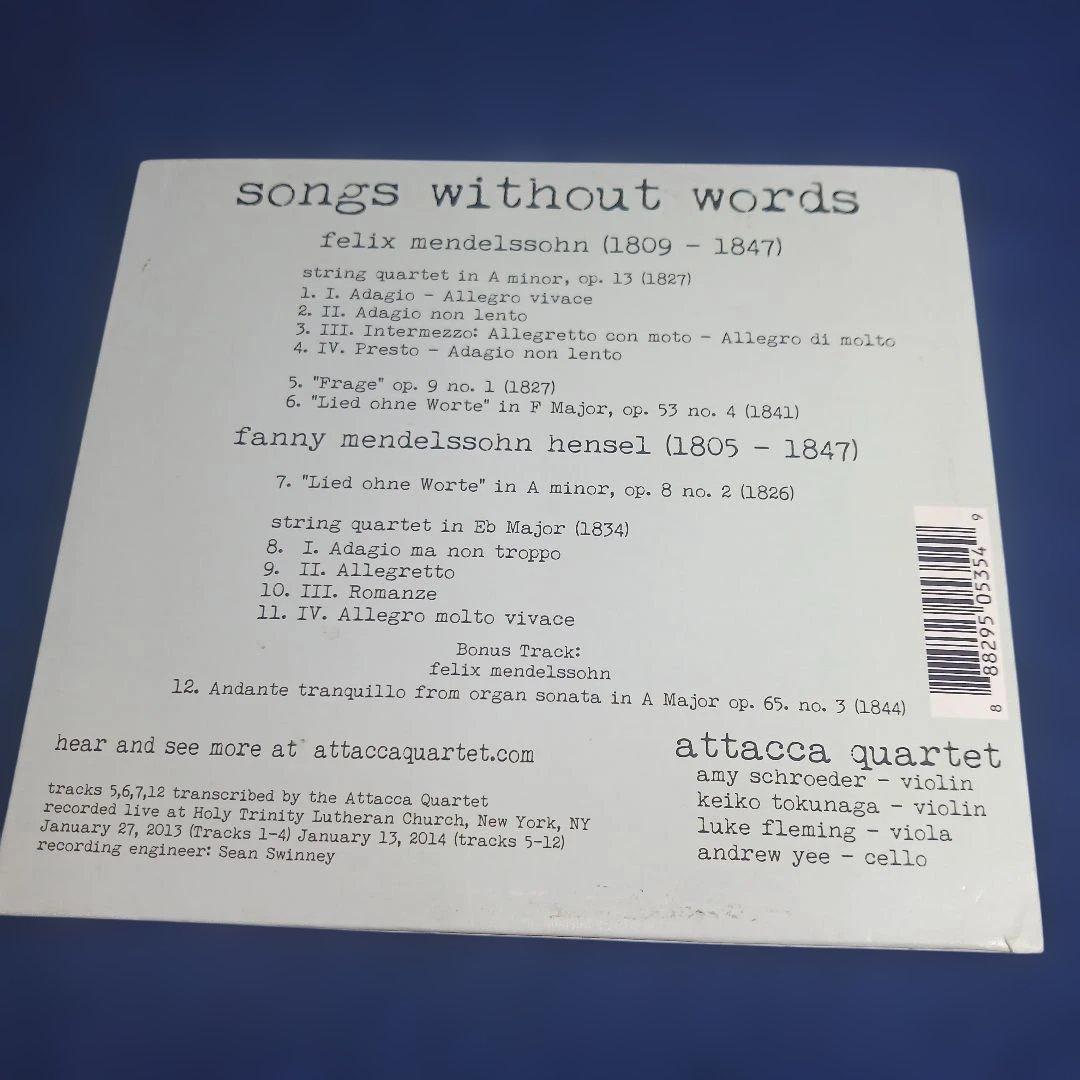 songs without words
felix mendelssohn (1809 - 1847)
string quartet in A minor, op. 13 (1827)
1. I. Adagio - Allegro vivace
2. II. Adagio non lento
3. III. Intermezzo: Allegretto con moto - Allegro di molto
4. IV. Presto - Adagio non lento
5. "Frage" op. 9 no. 1 (1827)
6. "Lied ohne Worte" in F Major, op. 53 no. 4 (1841)
fanny mendelssohn hensel (1805 - 1847)
7. "Lied ohne Worte" in A minor, op. 8 no. 2 (1826)
string quartet in Eb Major (1834)
8. I. Adagio ma non troppo
9. II. Allegretto
10. III. Romanze
11. IV. Allegro molto vivace
Bonus Track:
felix mendelssohn
12. Andante tranquillo from organ sonata in A Major op. 65. no. 3 (1844)
8 88295 05354 9
hear and see more at attaccaquartet.com
tracks 5,6,7,12 transcribed by the Attacca Quartet
recorded live at Holy Trinity Lutheran Church, New York, NY
January 27, 2013 (Tracks 1-4) January 13, 2014 (tracks 5-12)
recording engineer: Sean Swinney
attacca quartet
amy schroeder - violin
keiko tokunaga - violin
luke fleming - viola
andrew yee - cello